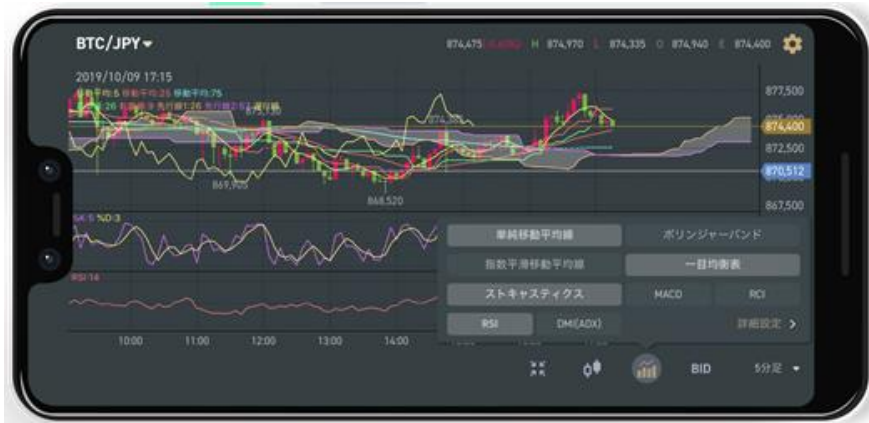 BTC/JPY
874,475 H 874,970 L 874,335 O 874,940 C 874,400
2019/10/09 17:15
移動平均:5 移動平均:25 移動平均:75
877,500
874,400
872,500
870,512
869,905
868,520
867,500
%K:5 %D:3
単純移動平均線 ボリンジャーバンド
指数平滑移動平均線 一目均衡表
ストキャスティクス MACD RCI
RSI:14
RSI DMI(ADX) 詳細設定
10:00 11:00 12:00 13:00 14:00
BID 5分足